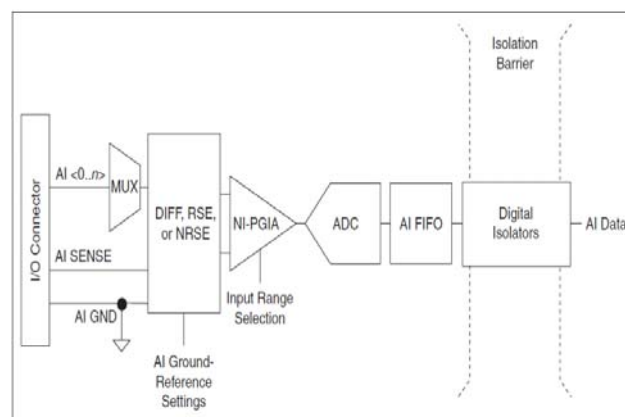 Isolation
Barrier
I/O Connector
AI <0..n>
MUX
DIFF, RSE,
or NRSE
NI-PGIA
ADC
AI FIFO
Digital
Isolators
AI Data
AI SENSE
AI GND
Input Range
Selection
AI Ground-
Reference
Settings